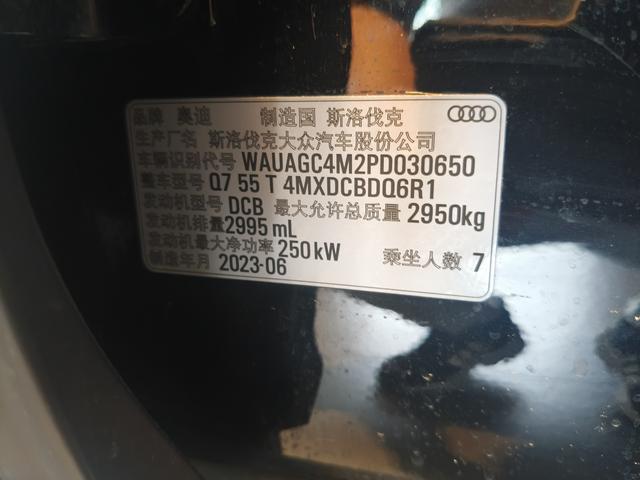 品牌 奥迪 制造国 斯洛伐克
生产厂名 斯洛伐克大众汽车股份公司
车辆识别代号 WAUAGC4M2PD030650
整车型号 Q7 55 T 4MXDCBDQ6R1
发动机型号 DCB 最大允许总质量 2950kg
发动机排量 2995 mL
发动机最大净功率 250 kW
制造年月 2023-06 乘坐人数 7